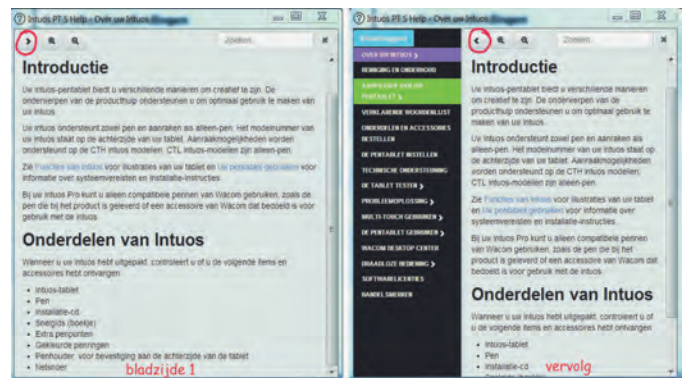 Intuos PT S Help - Over uw Intuos
Zoeken...
Introductie
Uw Intuos-pentablet biedt u verschillende manieren
om creatief te zijn. De
onderwerpen van de producthulp ondersteunen u om optimaal gebruik te maken van
uw Intuos.
Uw Intuos ondersteunt zowel pen en aanraken als alleen-pen. Het modelnummer van
uw Intuos staat op de achterzijde van uw tablet. Aanraakmogelijkheden
worden ondersteund op de CTH Intuos modellen. CTL Intuos-modellen zijn alleen-pen.
Zie Functies van Intuos voor illustraties van uw tablet en Uw pentablet gebruiken voor
informatie over systeemvereisten en installatie-instructies.
Bij uw Intuos Pro kunt u alleen compatibele pennen van Wacom gebruiken, zoals de
pen die bij het product is geleverd of een accessoire van Wacom dat bedoeld is voor
gebruik met de Intuos.
Onderdelen van Intuos
Wanneer u uw Intuos hebt uitgepakt, controleert u of u de volgende items en
accessoires hebt ontvangen:
• Intuos-tablet
• Pen
• Installatie-cd
• Snelgids (boekje)
• Extra penpunten
• Gekleurde penringen
• Penhouder, voor bevestiging aan de achterzijde van de tablet
• Netsnoer
bladzijde 1
Intuos PT S Help - Over uw Intuos
Zoeken...
OVER UW INTUOS
REINIGING EN ONDERHOUD
VERKLARENDE WOORDENLIJST
ONDERDELEN EN ACCESSOIRES
BESTELLEN
DE PENTABLET INSTELLEN
TECHNISCHE ONDERSTEUNING
DE TABLET TESTEN
PROBLEEMOPLOSSING
MULTI-TOUCH GEBRUIKEN
DE PENTABLET GEBRUIKEN
WACOM DESKTOP CENTER
DRAADLOZE BEDIENING
SOFTWARELICENTIES
HANDELSMERKEN
Introductie
Uw Intuos-pentablet biedt u verschillende manieren
om creatief te zijn. De onderwerpen van de
producthulp ondersteunen u om optimaal gebruik te
maken van uw Intuos.
Uw Intuos ondersteunt zowel pen en aanraken als
alleen-pen. Het modelnummer van uw Intuos staat op
de achterzijde van uw tablet. Aanraakmogelijkheden
worden ondersteund op de CTH Intuos modellen.
CTL Intuos-modellen zijn alleen-pen.
Zie Functies van Intuos voor illustraties van uw tablet
en Uw pentablet gebruiken voor informatie over
systeemvereisten en installatie-instructies.
Bij uw Intuos Pro kunt u alleen compatibele pennen
van Wacom gebruiken, zoals de pen die bij het
product is geleverd of een accessoire van Wacom dat
bedoeld is voor gebruik met de Intuos.
Onderdelen van Intuos
Wanneer u uw Intuos hebt uitgepakt, controleert u of
u de volgende items en accessoires hebt ontvangen:
• Intuos-tablet
• Pen
• Installatie-cd
• Snelgids (boekje)
vervolg